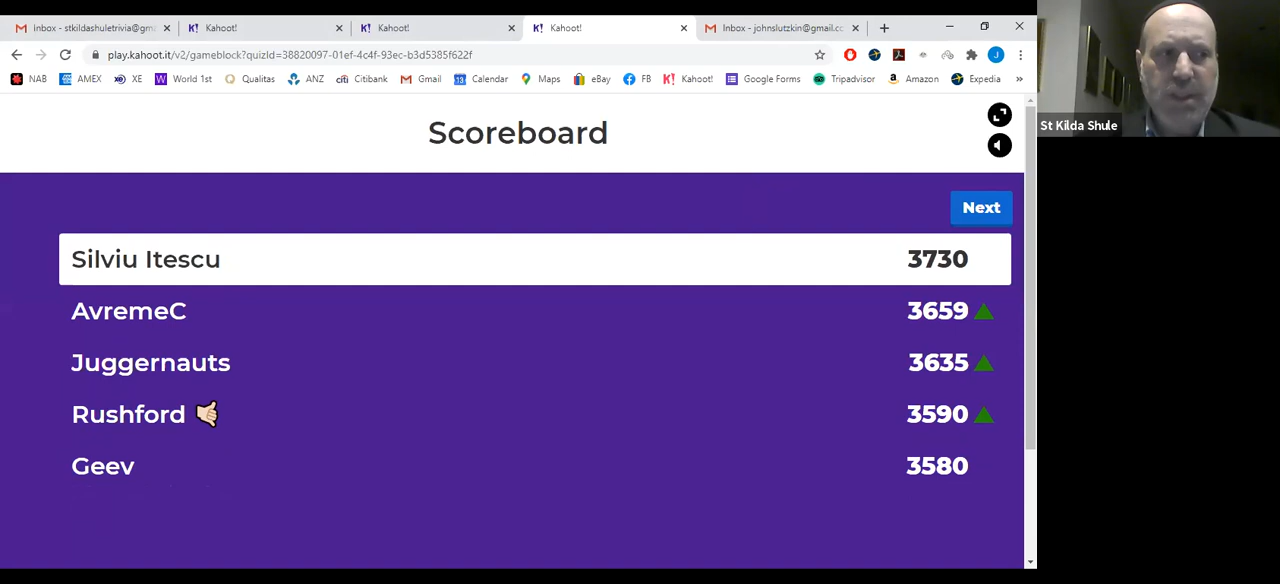 Inbox - stkildashuletrivia@gm
Kahoot!
Kahoot!
Kahoot!
Inbox - johnslutzkin@gmail.cc
play.kahoot.it/v2/gameblock?quizId=38820097-01ef-4c4f-93ec-b3d5385f622f
J
NAB
AMEX
XE
World 1st
Qualitas
ANZ
citi Citibank
Gmail
Calendar
Maps
eBay
FB
K! Kahoot!
Google Forms
Tripadvisor
Amazon
Expedia
St Kilda Shule
Scoreboard
Next
Silviu Itescu 3730
AvremeC 3659
Juggernauts 3635
Rushford 3590
Geev 3580